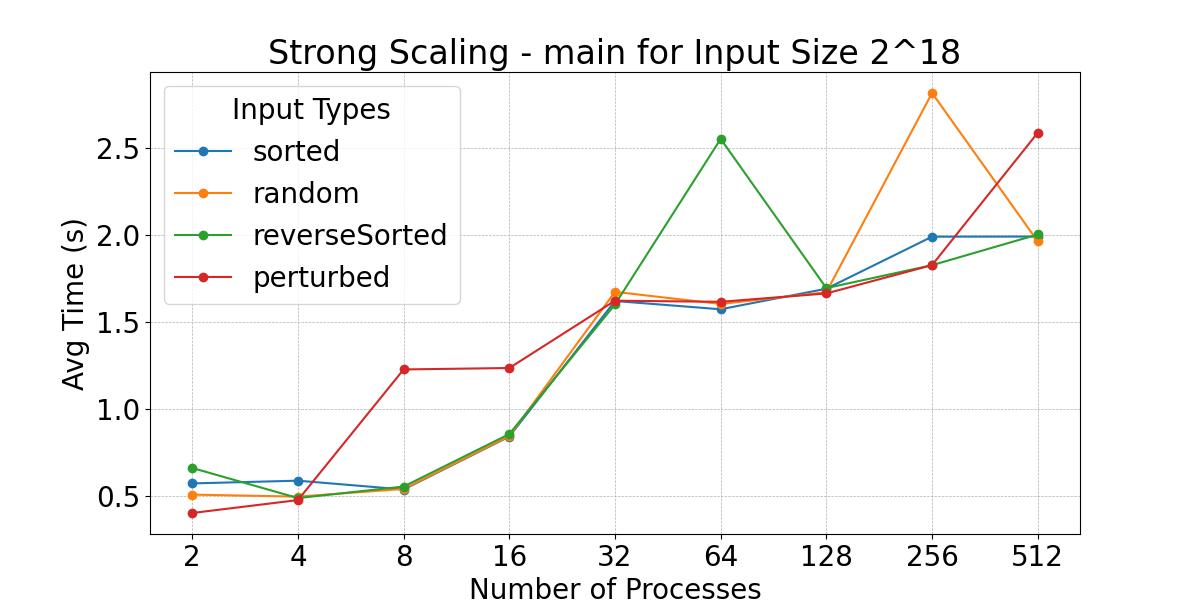 Strong Scaling - main for Input Size 2^18
Input Types
sorted
random
reverseSorted
perturbed
Avg Time (s)
2.5
2.0
1.5
1.0
0.5
2 4 8 16 32 64 128 256 512
Number of Processes